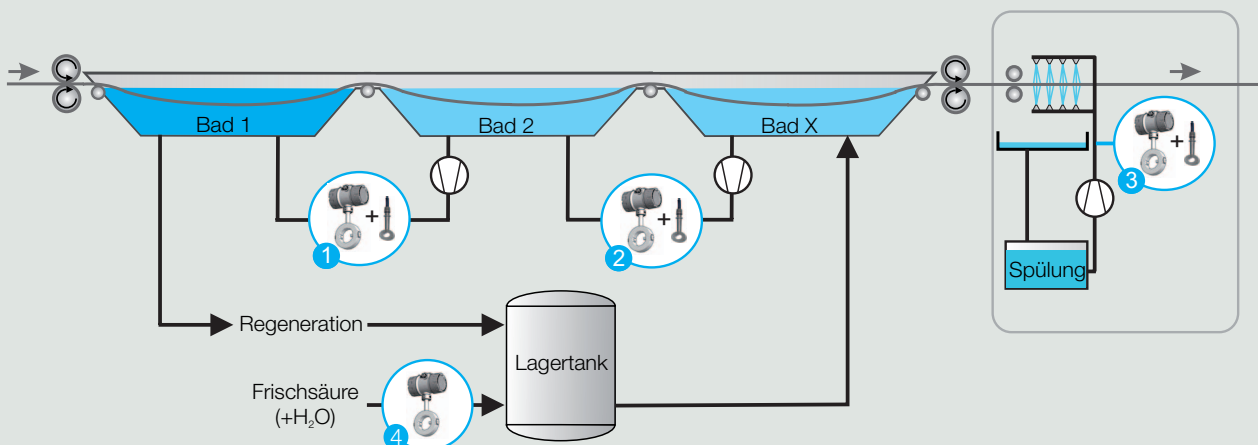 Bad 1
Bad 2
Bad X
+
1
+
2
+
3
Spülung
Regeneration
Lagertank
Frischsäure
(+H₂O)
4